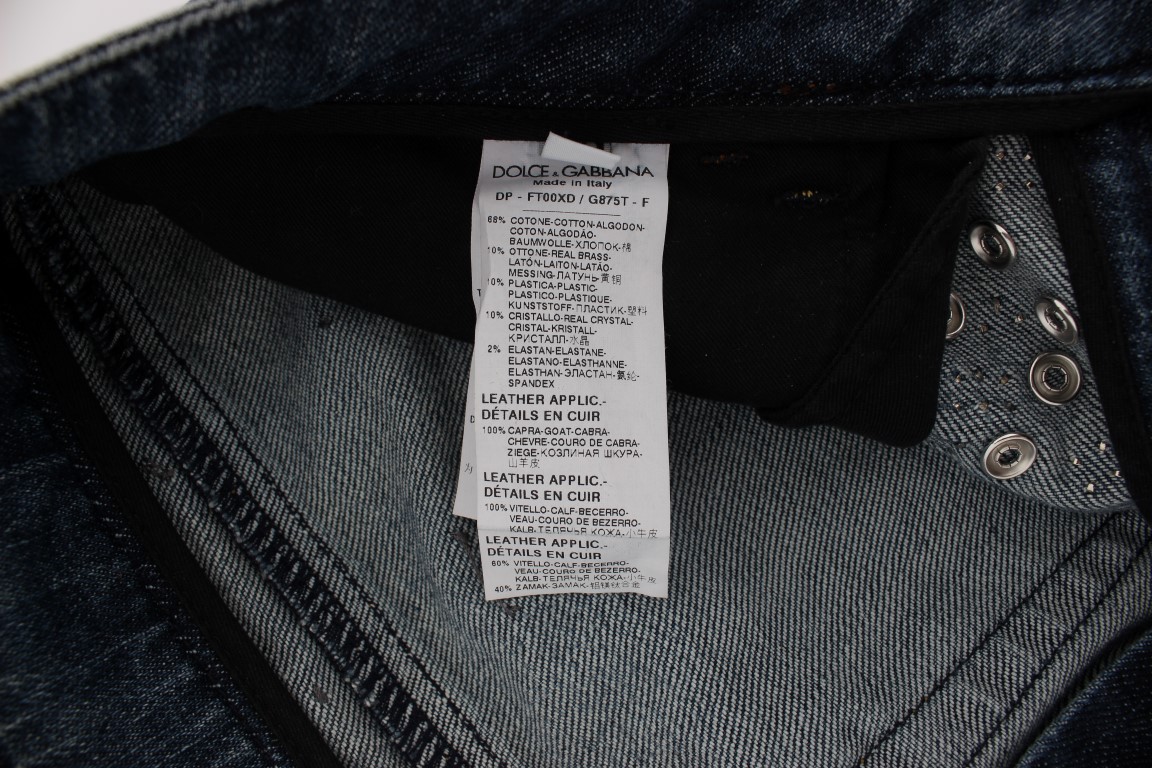 DOLCE & GABBANA
Made in Italy
DP - FT00XD / G875T - F
68% COTONE-COTTON-ALGODON-
COTON-ALGODÃO-
BAUMWOLLE-ХЛОПОК-棉
10% OTTONE-REAL BRASS-
LATÓN-LAITON-LATÃO-
MESSING-ЛАТУНЬ-黄铜
10% PLASTICA-PLASTIC-
PLASTICO-PLASTIQUE-
KUNSTSTOFF-ПЛАСТИК-塑料
10% CRISTALLO-REAL CRYSTAL-
CRISTAL-KRISTALL-
КРИСТАЛЛ-水晶
2% ELASTAN-ELASTANE-
ELASTANO-ELASTHANNE-
ELASTHAN-ЭЛАСТАН-氨纶-
SPANDEX
LEATHER APPLIC.-
DÉTAILS EN CUIR
100% CAPRA-GOAT-CABRA-
CHEVRE-COURO DE CABRA-
ZIEGE-КОЗЛИНАЯ ШКУРА-
山羊皮
LEATHER APPLIC.-
DÉTAILS EN CUIR
100% VITELLO-CALF-BECERRO-
VEAU-COURO DE BEZERRO-
KALB-ТЕЛЯЧЬЯ КОЖА-小牛皮
LEATHER APPLIC.-
DÉTAILS EN CUIR
60% VITELLO-CALF-BECERRO-
VEAU-COURO DE BEZERRO-
KALB-ТЕЛЯЧЬЯ КОЖА-小牛皮
40% ZAMAK-ЗАМАК-铝镁钛合金